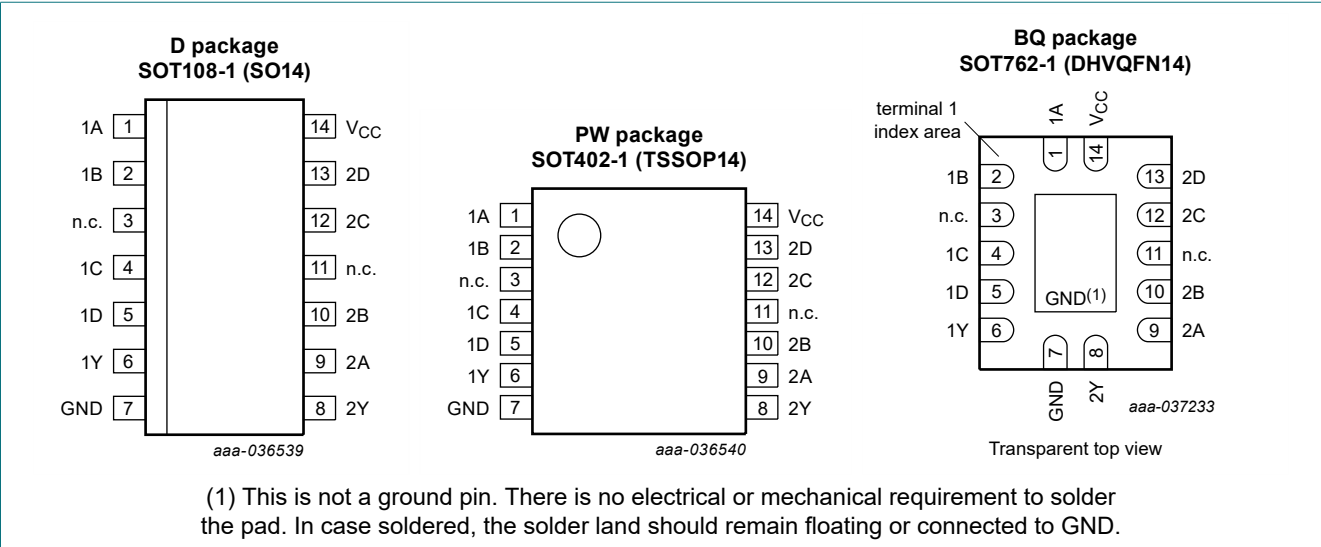 D package
SOT108-1 (SO14)
1A 1 14 VCC
1B 2 13 2D
n.c. 3 12 2C
1C 4 11 n.c.
1D 5 10 2B
1Y 6 9 2A
GND 7 8 2Y
aaa-036539
PW package
SOT402-1 (TSSOP14)
1A 1 14 VCC
1B 2 13 2D
n.c. 3 12 2C
1C 4 11 n.c.
1D 5 10 2B
1Y 6 9 2A
GND 7 8 2Y
aaa-036540
BQ package
SOT762-1 (DHVQFN14)
terminal 1
index area
1A VCC
1 14
1B 2 13 2D
n.c. 3 12 2C
1C 4 11 n.c.
1D 5 10 2B
GND(1)
1Y 6 9 2A
7 8
GND 2Y
aaa-037233
Transparent top view
(1) This is not a ground pin. There is no electrical or mechanical requirement to solder
the pad. In case soldered, the solder land should remain floating or connected to GND.